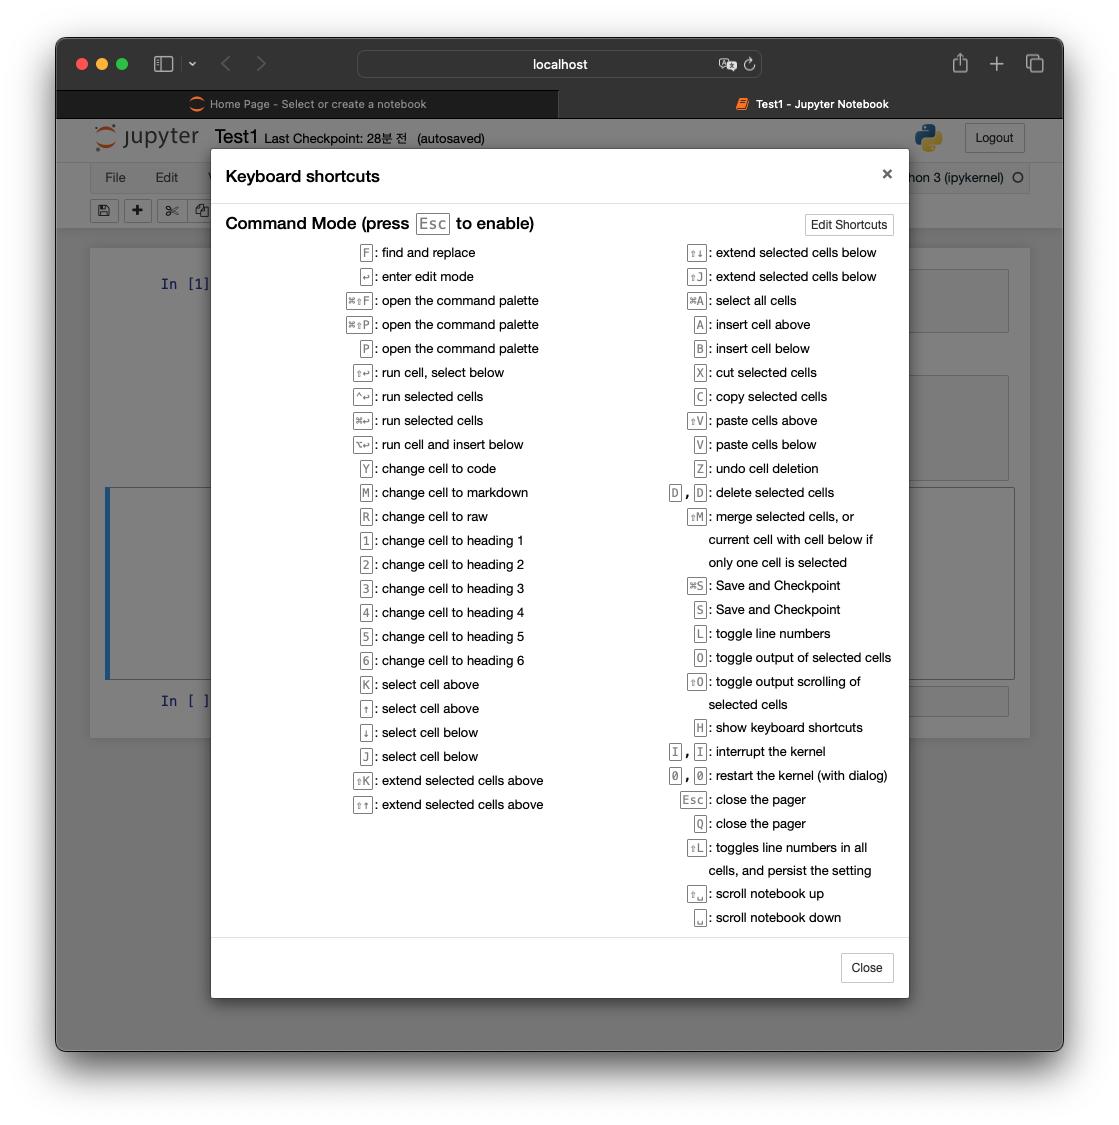 localhost
Home Page - Select or create a notebook
Test1 - Jupyter Notebook
jupyter Test1 Last Checkpoint: 28분 전 (autosaved)
Logout
File Edit
hon 3 (ipykernel)
Keyboard shortcuts ×
Command Mode (press Esc to enable)
Edit Shortcuts
F : find and replace
↩ : enter edit mode
⌘⇧F : open the command palette
⌘⇧P : open the command palette
P : open the command palette
⇧↩ : run cell, select below
^↩ : run selected cells
⌘↩ : run selected cells
⌥↩ : run cell and insert below
Y : change cell to code
M : change cell to markdown
R : change cell to raw
1 : change cell to heading 1
2 : change cell to heading 2
3 : change cell to heading 3
4 : change cell to heading 4
5 : change cell to heading 5
6 : change cell to heading 6
K : select cell above
↑ : select cell above
↓ : select cell below
J : select cell below
⇧K : extend selected cells above
⇧↑ : extend selected cells above
⇧↓ : extend selected cells below
⇧J : extend selected cells below
⌘A : select all cells
A : insert cell above
B : insert cell below
X : cut selected cells
C : copy selected cells
⇧V : paste cells above
V : paste cells below
Z : undo cell deletion
D , D : delete selected cells
⇧M : merge selected cells, or
current cell with cell below if
only one cell is selected
⌘S : Save and Checkpoint
S : Save and Checkpoint
L : toggle line numbers
O : toggle output of selected cells
⇧O : toggle output scrolling of
selected cells
H : show keyboard shortcuts
I , I : interrupt the kernel
0 , 0 : restart the kernel (with dialog)
Esc : close the pager
Q : close the pager
⇧L : toggles line numbers in all
cells, and persist the setting
⇧␣ : scroll notebook up
␣ : scroll notebook down
Close
In [1]
In [ ]